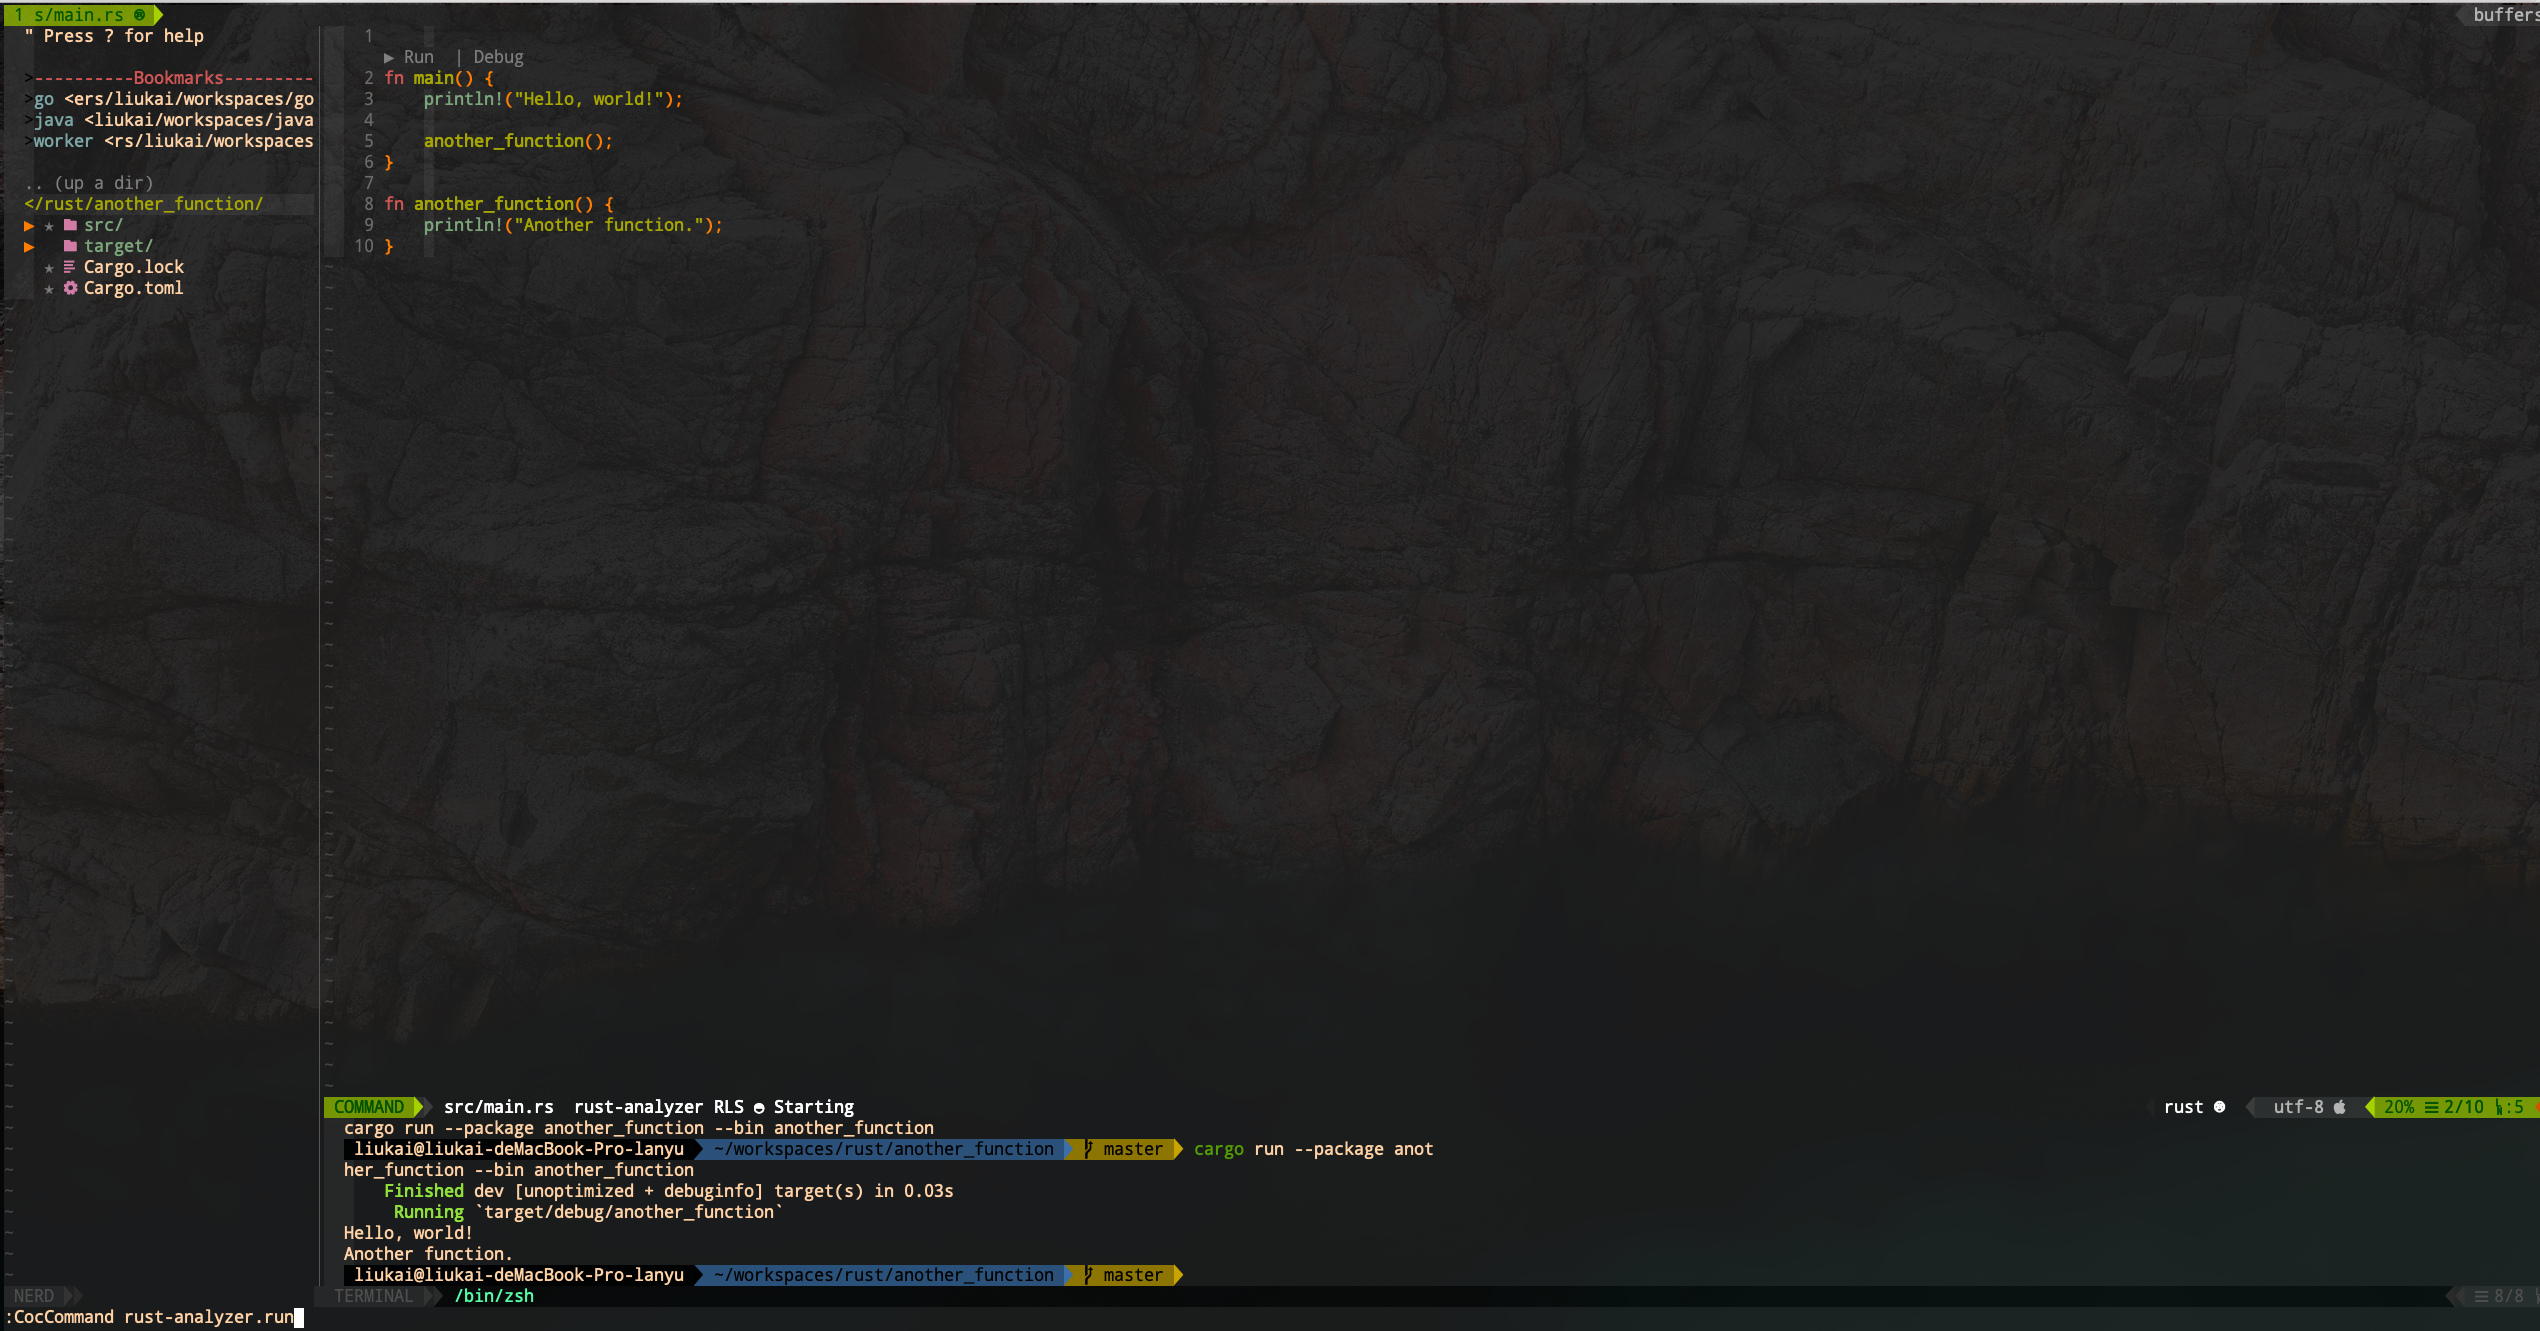 1 s/main.rs
buffers
" Press ? for help
>----------Bookmarks---------
>go <ers/liukai/workspaces/go
>java <liukai/workspaces/java
>worker <rs/liukai/workspaces
.. (up a dir)
</rust/another_function/
▶ ★ src/
▶ target/
★ Cargo.lock
★ Cargo.toml
1
▶ Run | Debug
2 fn main() {
3     println!("Hello, world!");
4
5     another_function();
6 }
7
8 fn another_function() {
9     println!("Another function.");
10 }
COMMAND src/main.rs rust-analyzer RLS Starting rust utf-8 20% ☰ 2/10 :5
cargo run --package another_function --bin another_function
liukai@liukai-deMacBook-Pro-lanyu ~/workspaces/rust/another_function master cargo run --package anot
her_function --bin another_function
Finished dev [unoptimized + debuginfo] target(s) in 0.03s
Running `target/debug/another_function`
Hello, world!
Another function.
liukai@liukai-deMacBook-Pro-lanyu ~/workspaces/rust/another_function master
NERD TERMINAL /bin/zsh ☰ 8/8
:CocCommand rust-analyzer.run